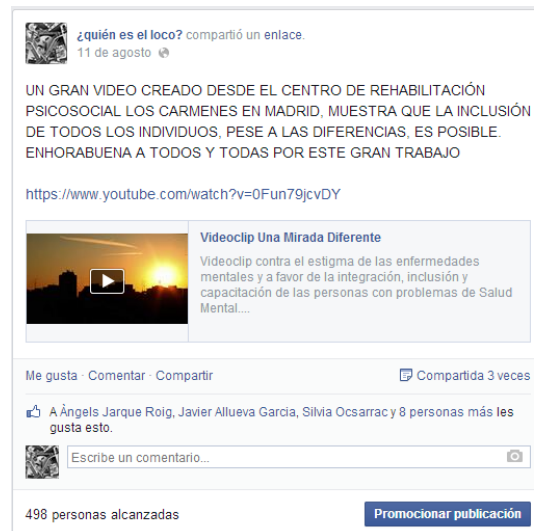 ¿quién es el loco? compartió un enlace.
11 de agosto
UN GRAN VIDEO CREADO DESDE EL CENTRO DE REHABILITACIÓN
PSICOSOCIAL LOS CARMENES EN MADRID, MUESTRA QUE LA INCLUSIÓN
DE TODOS LOS INDIVIDUOS, PESE A LAS DIFERENCIAS, ES POSIBLE.
ENHORABUENA A TODOS Y TODAS POR ESTE GRAN TRABAJO
https://www.youtube.com/watch?v=0Fun79jcvDY
Videoclip Una Mirada Diferente
Videoclip contra el estigma de las enfermedades
mentales y a favor de la integración, inclusión y
capacitación de las personas con problemas de Salud
Mental....
Me gusta · Comentar · Compartir
Compartida 3 veces
A Àngels Jarque Roig, Javier Allueva Garcia, Silvia Ocsarrac y 8 personas más les
gusta esto.
Escribe un comentario...
498 personas alcanzadas
Promocionar publicación